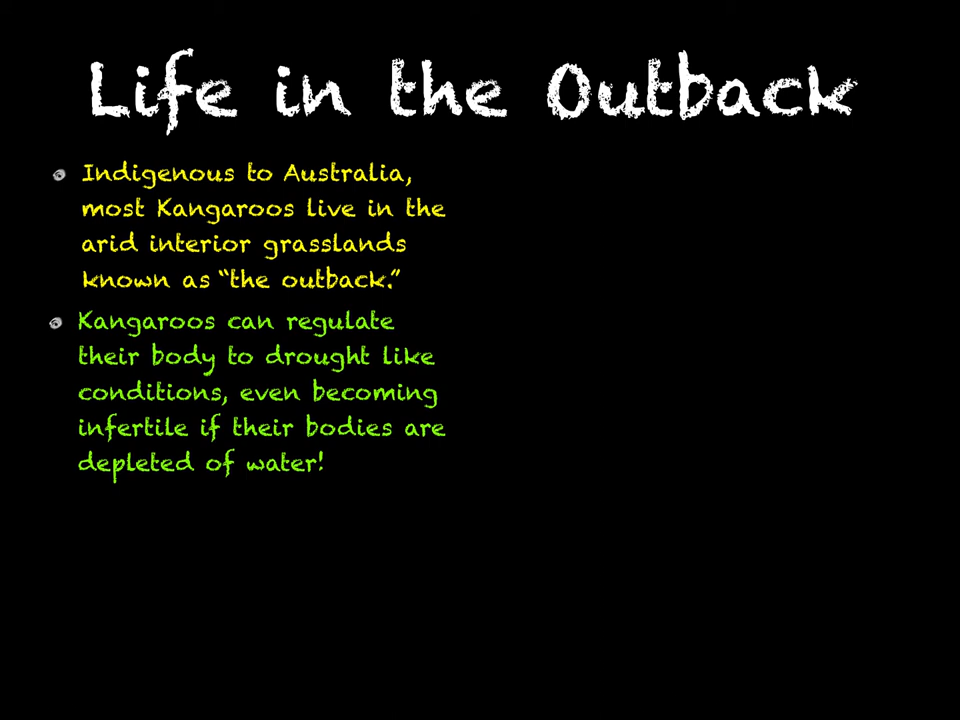 Life in the Outback
Indigenous to Australia,
most Kangaroos live in the
arid interior grasslands
known as “the outback.”
Kangaroos can regulate
their body to drought like
conditions, even becoming
infertile if their bodies are
depleted of water!